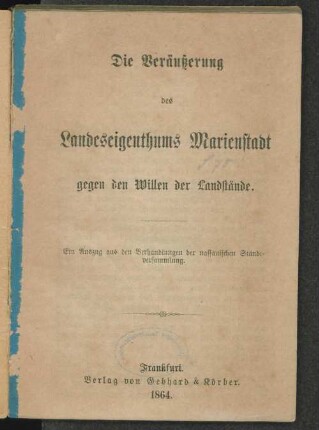 Die Veräußerung
des
Landeseigenthums Marienstadt
gegen den Willen der Landstände.
Ein Auszug aus den Verhandlungen der nassauischen Stände-
versammlung.
Frankfurt.
Verlag von Gebhard & Körber.
1864.